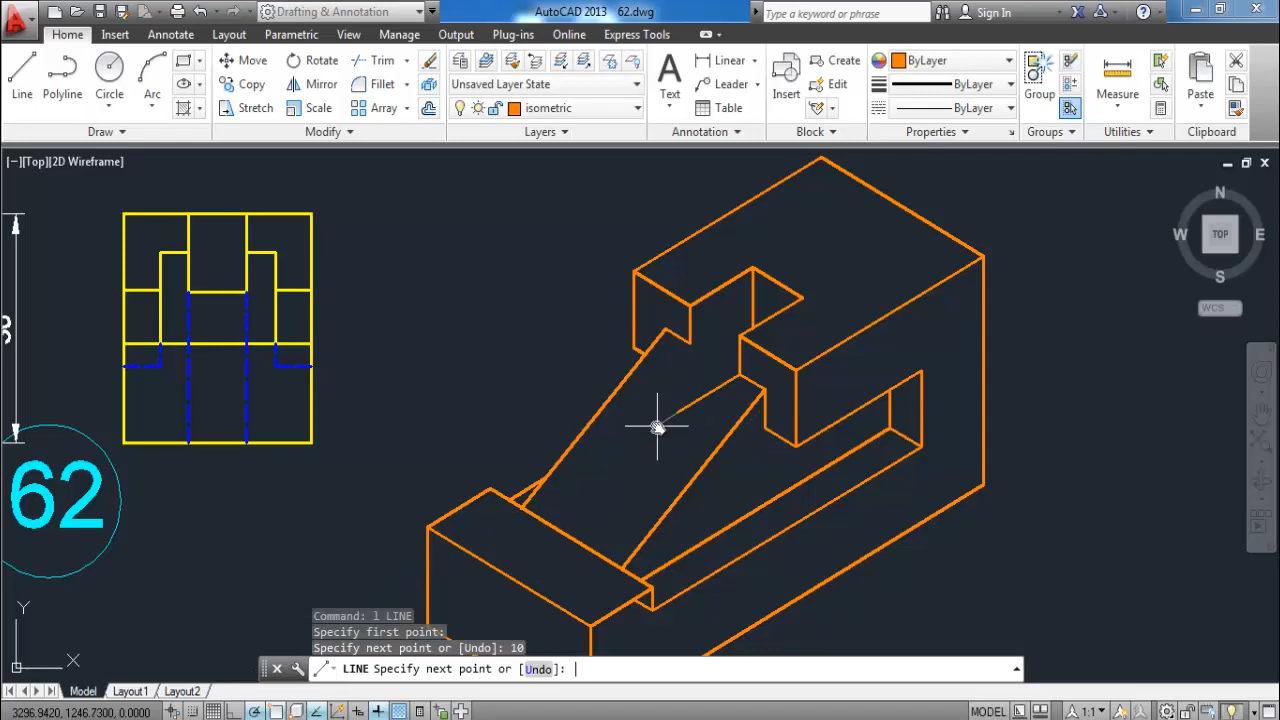 Drafting & Annotation
AutoCAD 2013 62.dwg
Type a keyword or phrase
Sign In
Home Insert Annotate Layout Parametric View Manage Output Plug-ins Online Express Tools
Line
Polyline
Circle
Arc
Draw
Move Rotate Trim
Copy Mirror Fillet
Stretch Scale Array
Modify
Unsaved Layer State
isometric
Layers
Text
Linear
Leader
Table
Annotation
Insert
Create
Edit
Block
ByLayer
ByLayer
ByLayer
Properties
Group
Groups
Measure
Utilities
Paste
Clipboard
[−][Top][2D Wireframe]
N
W TOP E
S
WCS
62
Y
X
Command: l LINE
Specify first point:
Specify next point or [Undo]: 10
LINE Specify next point or [Undo]:
Model Layout1 Layout2
3296.9420, 1246.7300, 0.0000
MODEL
1:1